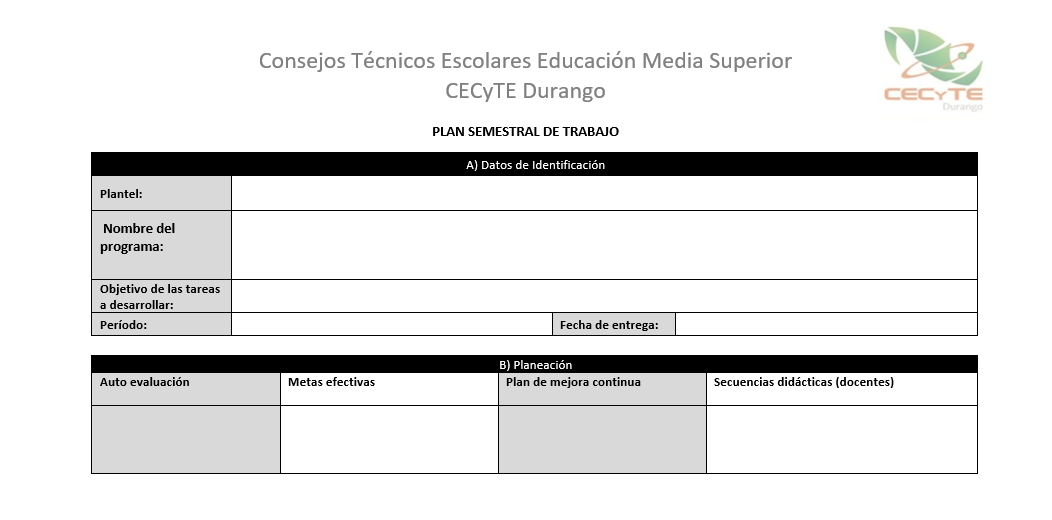 Consejos Técnicos Escolares Educación Media Superior
CECyTE Durango
CECyTE
Durango
PLAN SEMESTRAL DE TRABAJO
A) Datos de Identificación
Plantel:
Nombre del
programa:
Objetivo de las tareas
a desarrollar:
Período:
Fecha de entrega:
B) Planeación
Auto evaluación
Metas efectivas
Plan de mejora continua
Secuencias didácticas (docentes)